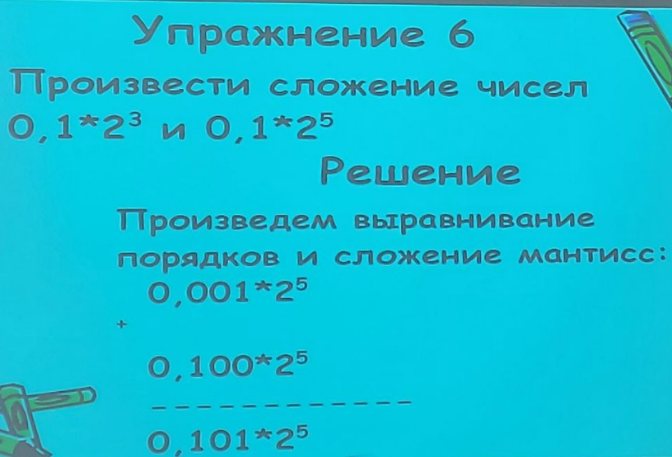 Упражнение 6
Произвести сложение чисел
0,1*2³ и 0,1*2⁵
Решение
Произведем выравнивание
порядков и сложение мантисс:
0,001*2⁵
+
0,100*2⁵
-------------
0,101*2⁵